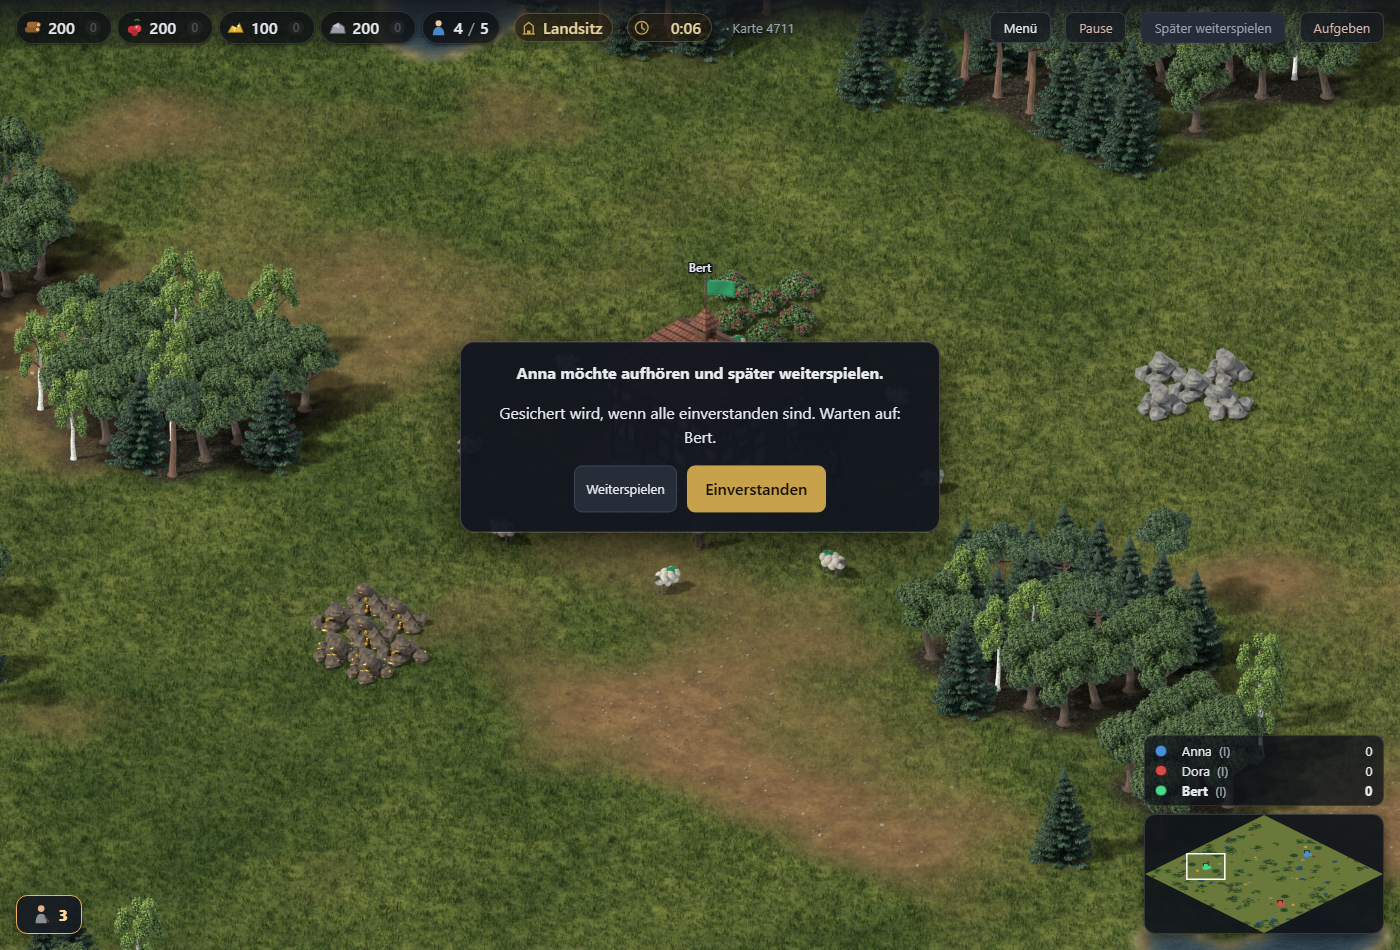 200 0 200 0 100 0 200 0 4 / 5 Landsitz 0:06 · Karte 4711 Menü Pause Später weiterspielen Aufgeben
Bert
Anna möchte aufhören und später weiterspielen.
Gesichert wird, wenn alle einverstanden sind. Warten auf:
Bert.
Weiterspielen Einverstanden
Anna (I) 0
Dora (I) 0
Bert (I) 0
3